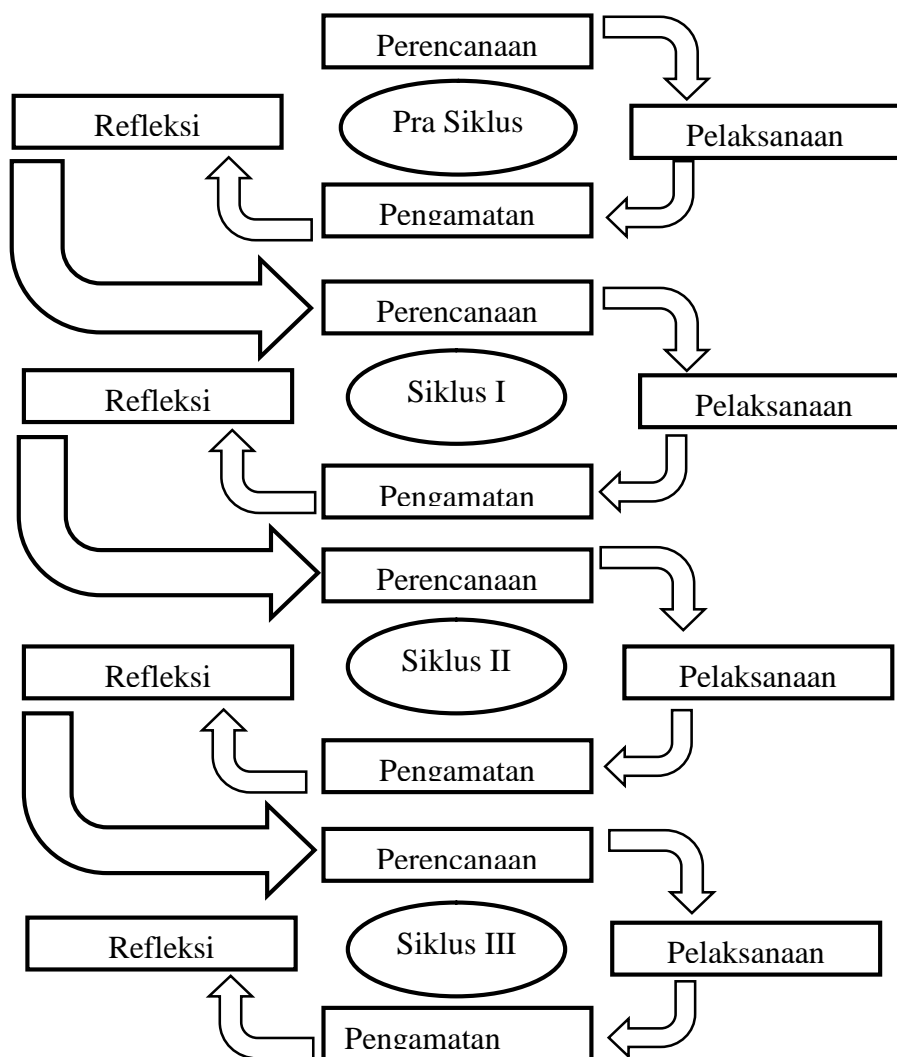 Perencanaan
Refleksi
Pra Siklus
Pelaksanaan
Pengamatan
Perencanaan
Refleksi
Siklus I
Pelaksanaan
Pengamatan
Perencanaan
Refleksi
Siklus II
Pelaksanaan
Pengamatan
Perencanaan
Refleksi
Siklus III
Pelaksanaan
Pengamatan